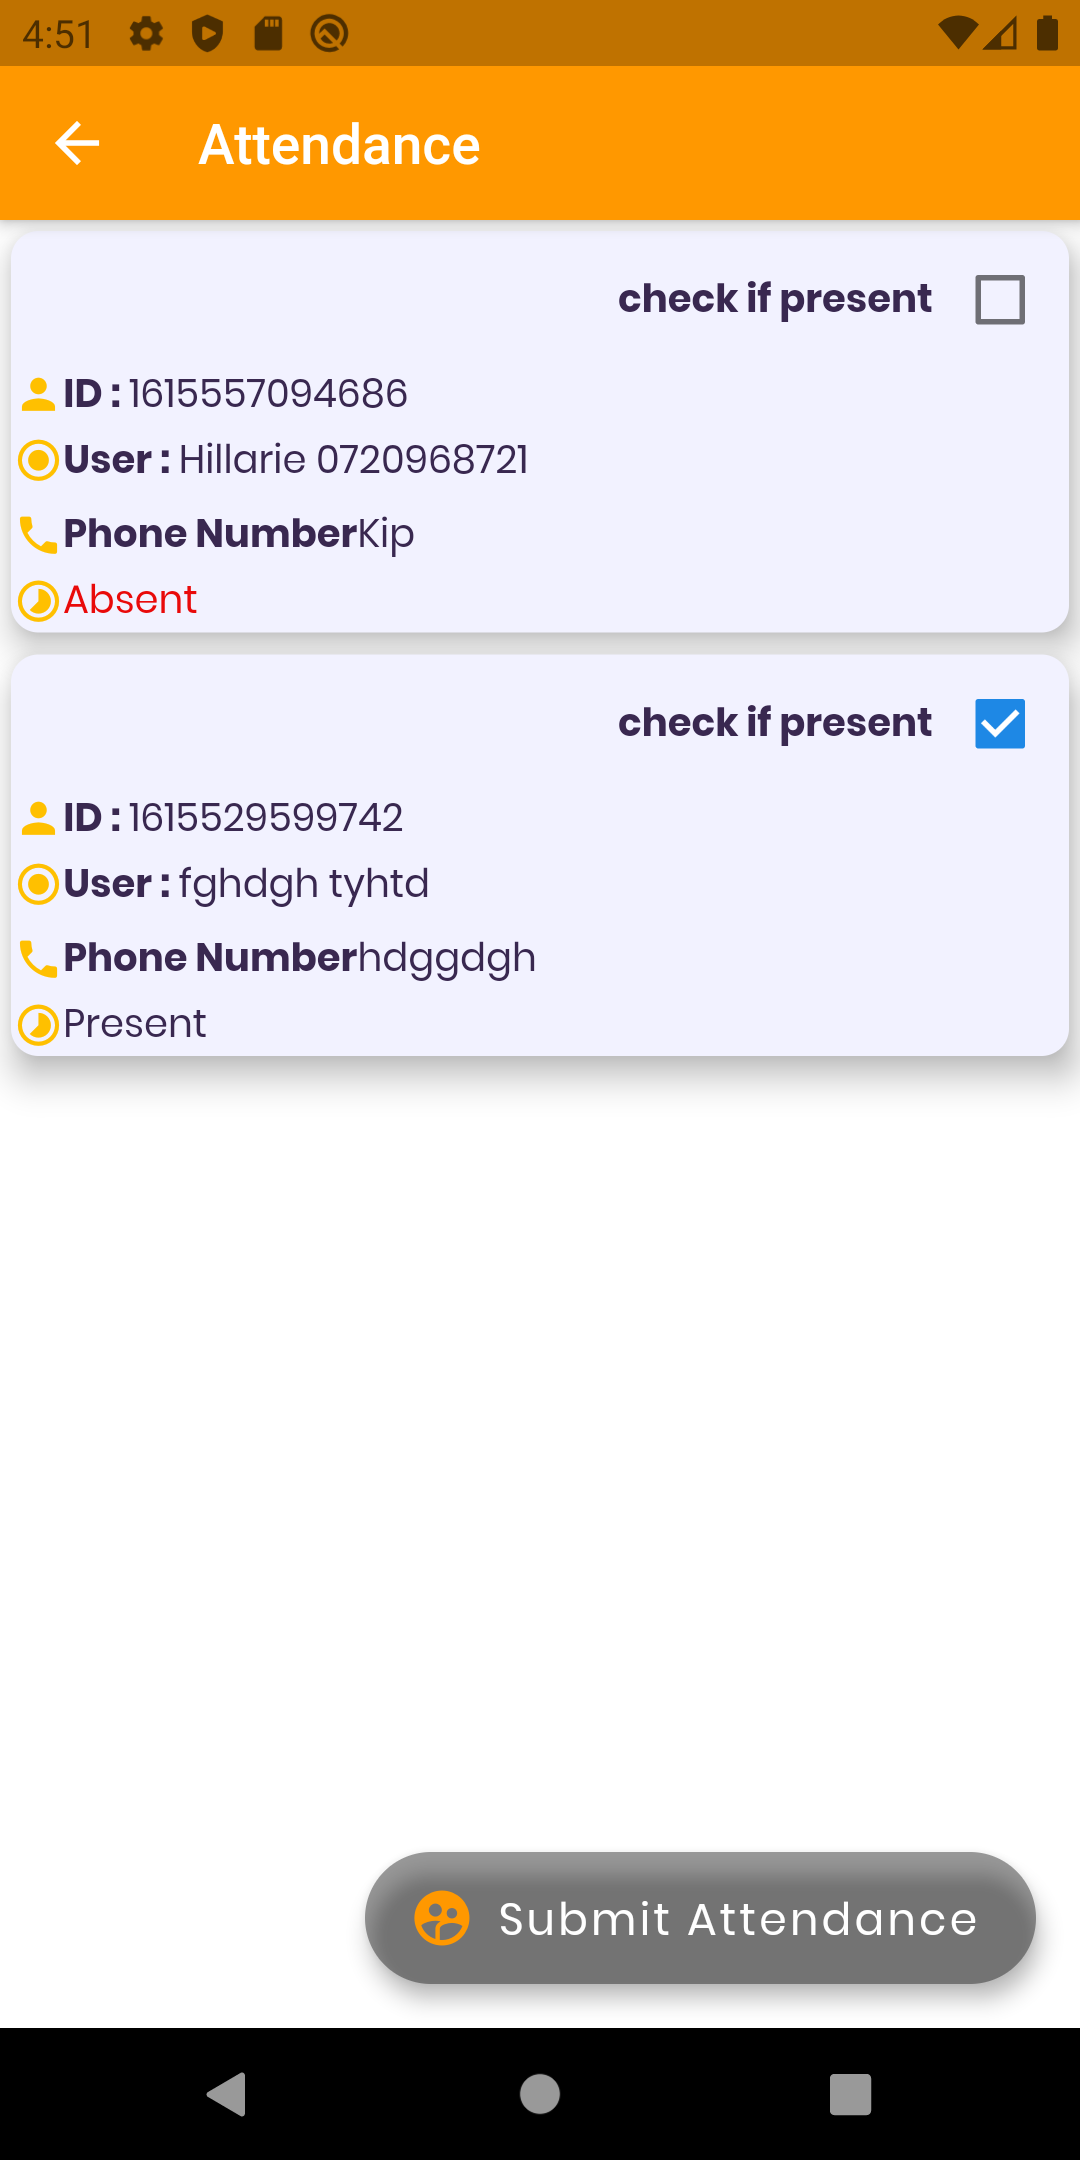 4:51
Attendance
check if present
ID : 1615557094686
User : Hillarie 0720968721
Phone NumberKip
Absent
check if present
ID : 1615529599742
User : fghdgh tyhtd
Phone Numberhdggdgh
Present
Submit Attendance